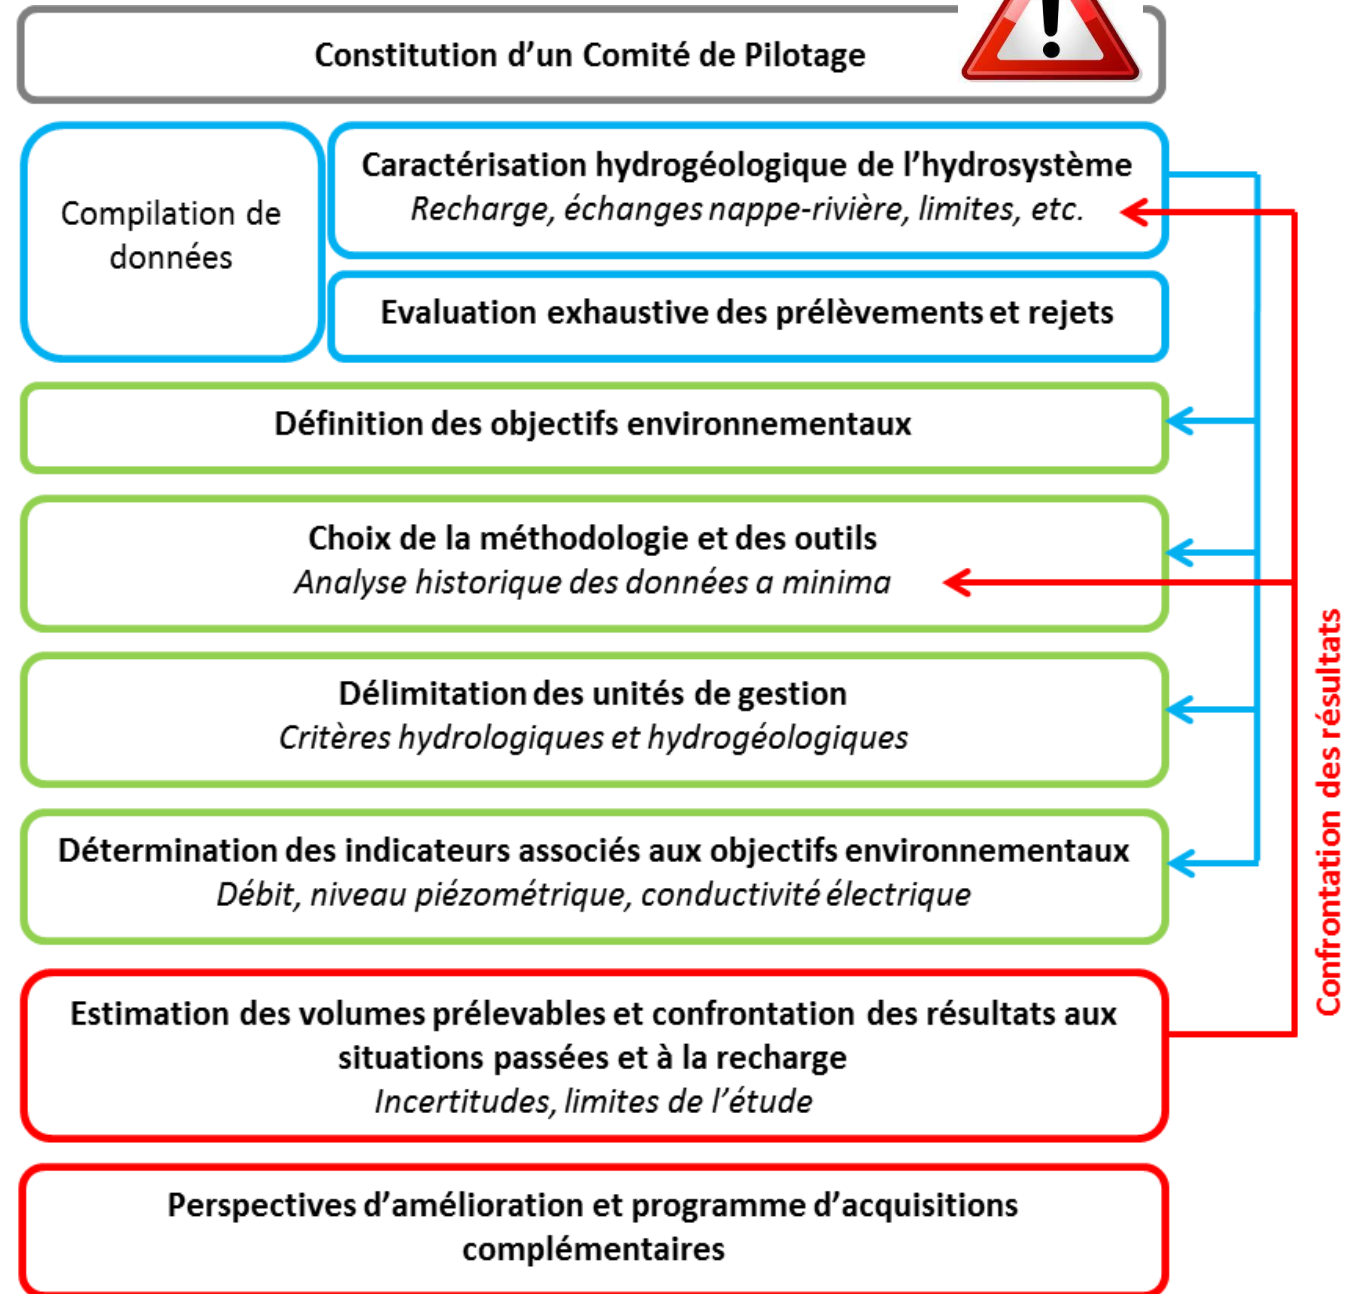 Constitution d’un Comité de Pilotage
Compilation de
données
Caractérisation hydrogéologique de l’hydrosystème
Recharge, échanges nappe-rivière, limites, etc.
Evaluation exhaustive des prélèvements et rejets
Définition des objectifs environnementaux
Choix de la méthodologie et des outils
Analyse historique des données a minima
Délimitation des unités de gestion
Critères hydrologiques et hydrogéologiques
Détermination des indicateurs associés aux objectifs environnementaux
Débit, niveau piézométrique, conductivité électrique
Estimation des volumes prélevables et confrontation des résultats aux
situations passées et à la recharge
Incertitudes, limites de l’étude
Perspectives d’amélioration et programme d’acquisitions
complémentaires
Confrontation des résultats